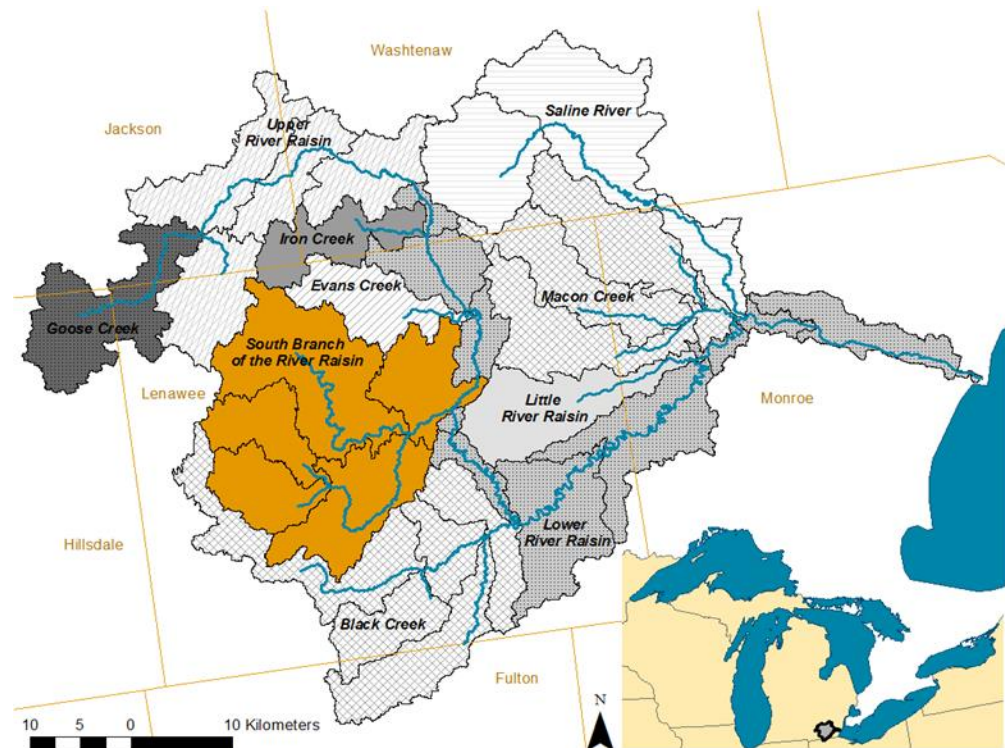 Washtenaw
Saline River
Jackson
Upper
River Raisin
Iron Creek
Evans Creek
Macon Creek
Goose Creek
South Branch
of the River Raisin
Lenawee
Little
River Raisin
Monroe
Hillsdale
Lower
River Raisin
Black Creek
Fulton
N
10 5 0 10 Kilometers